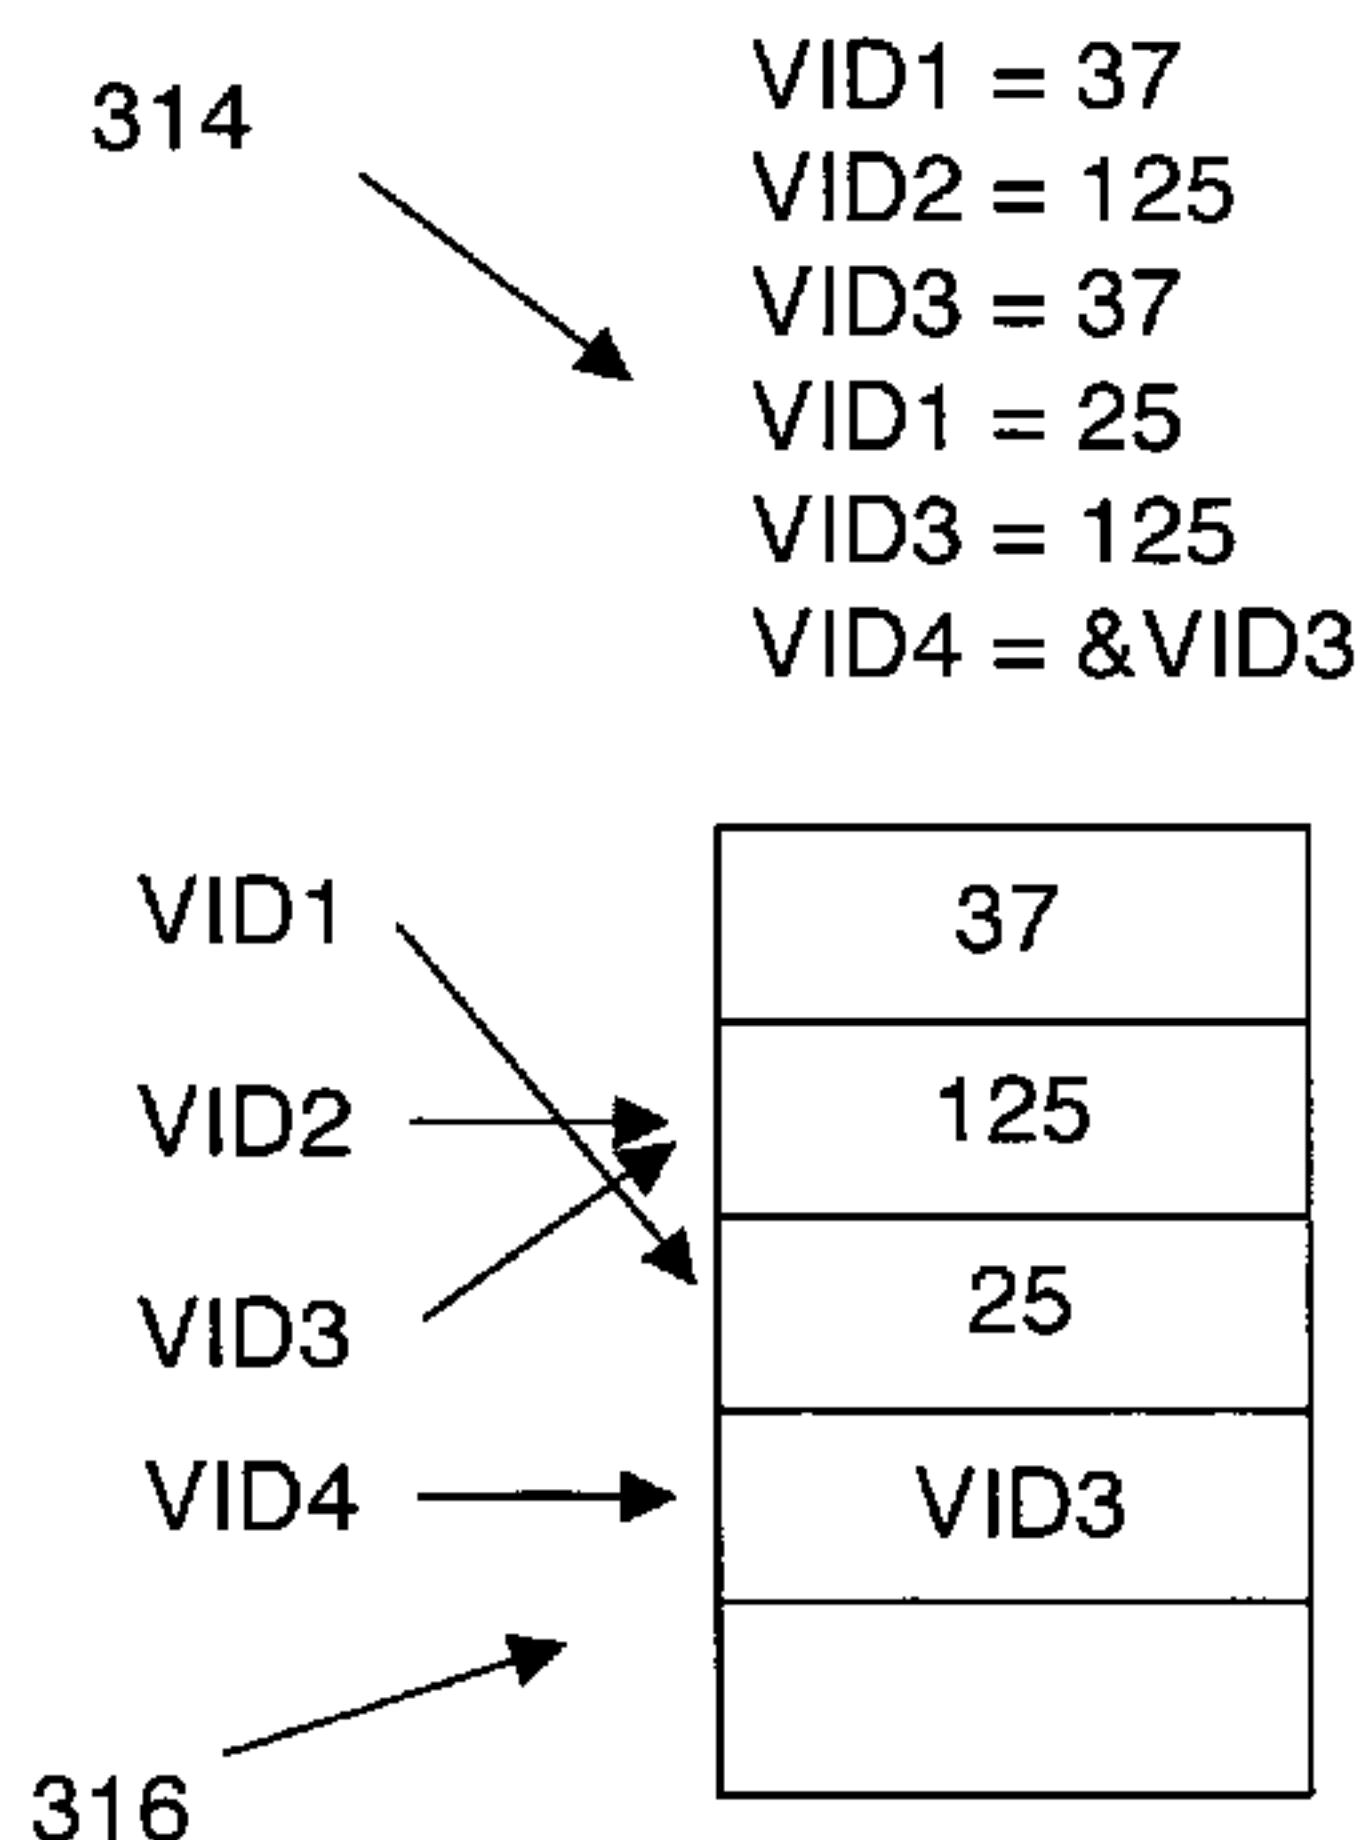 314
VID1 = 37
VID2 = 125
VID3 = 37
VID1 = 25
VID3 = 125
VID4 = &VID3
VID1
37
VID2
125
VID3
25
VID4
VID3
316